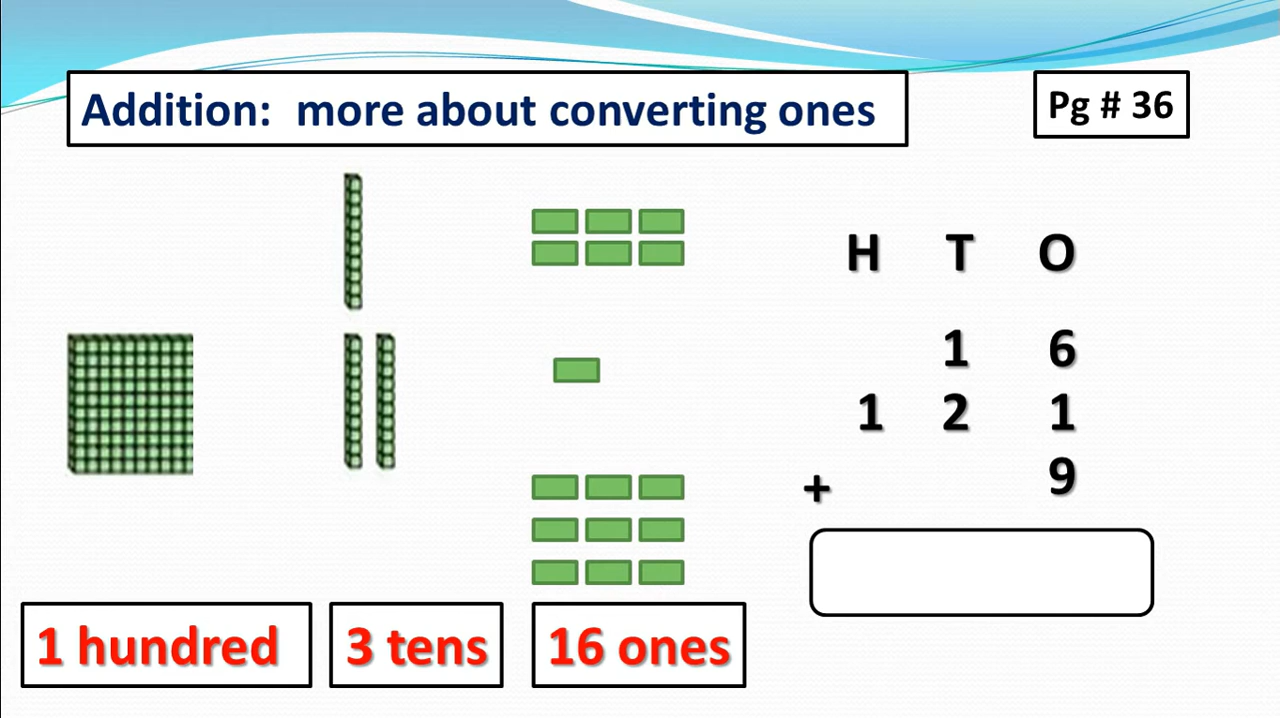 Addition:  more about converting ones
Pg # 36
H T O
1 6
1 2 1
+ 9
1 hundred
3 tens
16 ones